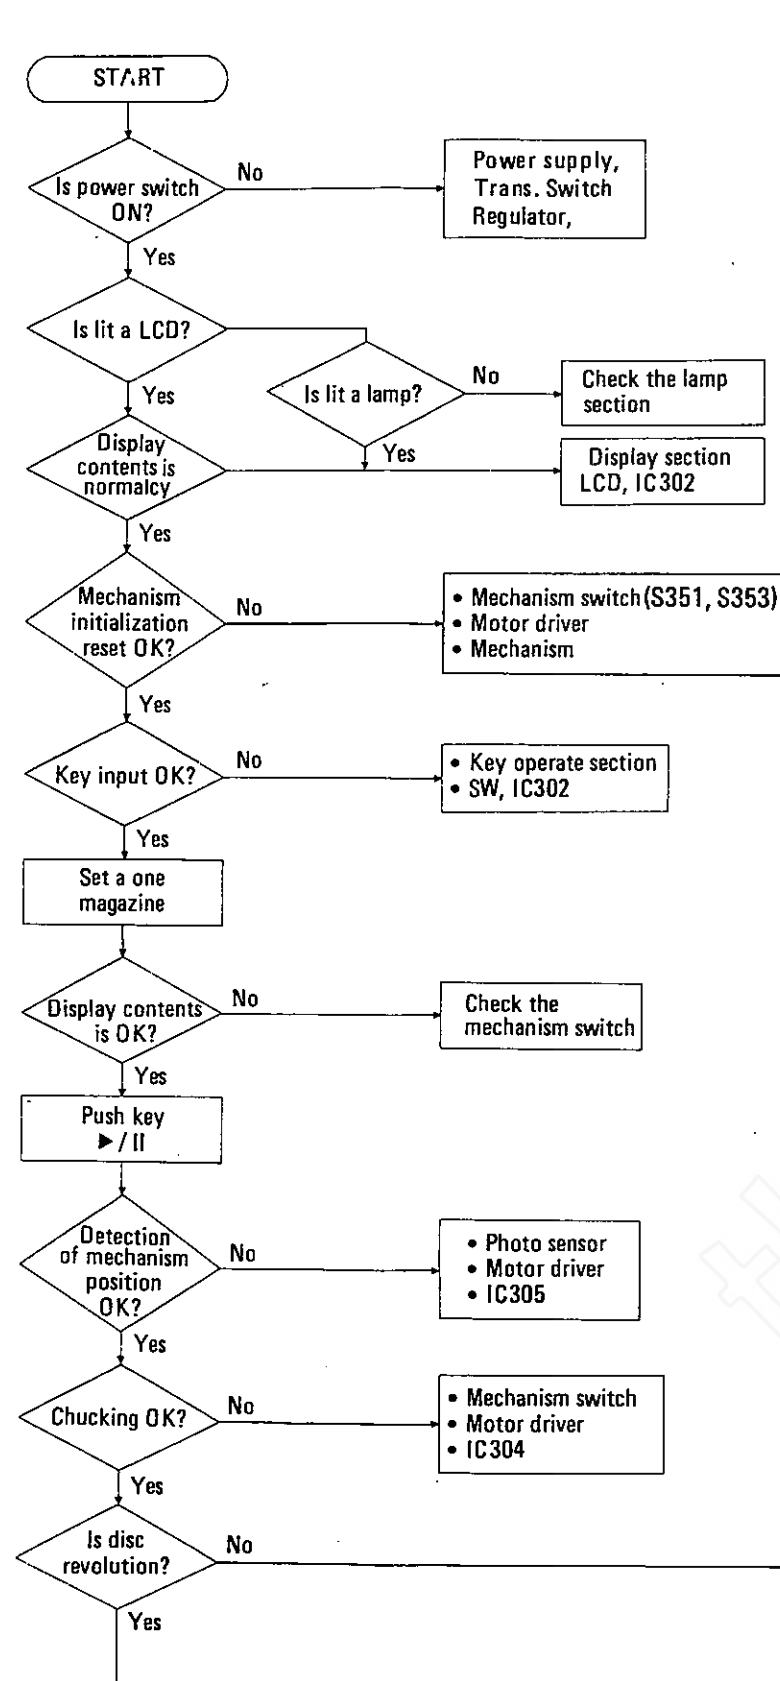 START
Is power switch
ON?
No
Power supply,
Trans. Switch
Regulator,
Yes
Is lit a LCD?
Is lit a lamp?
No
Check the lamp
section
Yes
Yes
Display
contents is
normalcy
Display section
LCD, IC302
Yes
Mechanism
initialization
reset OK?
No
• Mechanism switch (S351, S353)
• Motor driver
• Mechanism
Yes
Key input OK?
No
• Key operate section
• SW, IC302
Yes
Set a one
magazine
Display contents
is OK?
No
Check the
mechanism switch
Yes
Push key
▶/II
Detection
of mechanism
position
OK?
No
• Photo sensor
• Motor driver
• IC305
Yes
Chucking OK?
No
• Mechanism switch
• Motor driver
• IC304
Yes
Is disc
revolution?
No
Yes